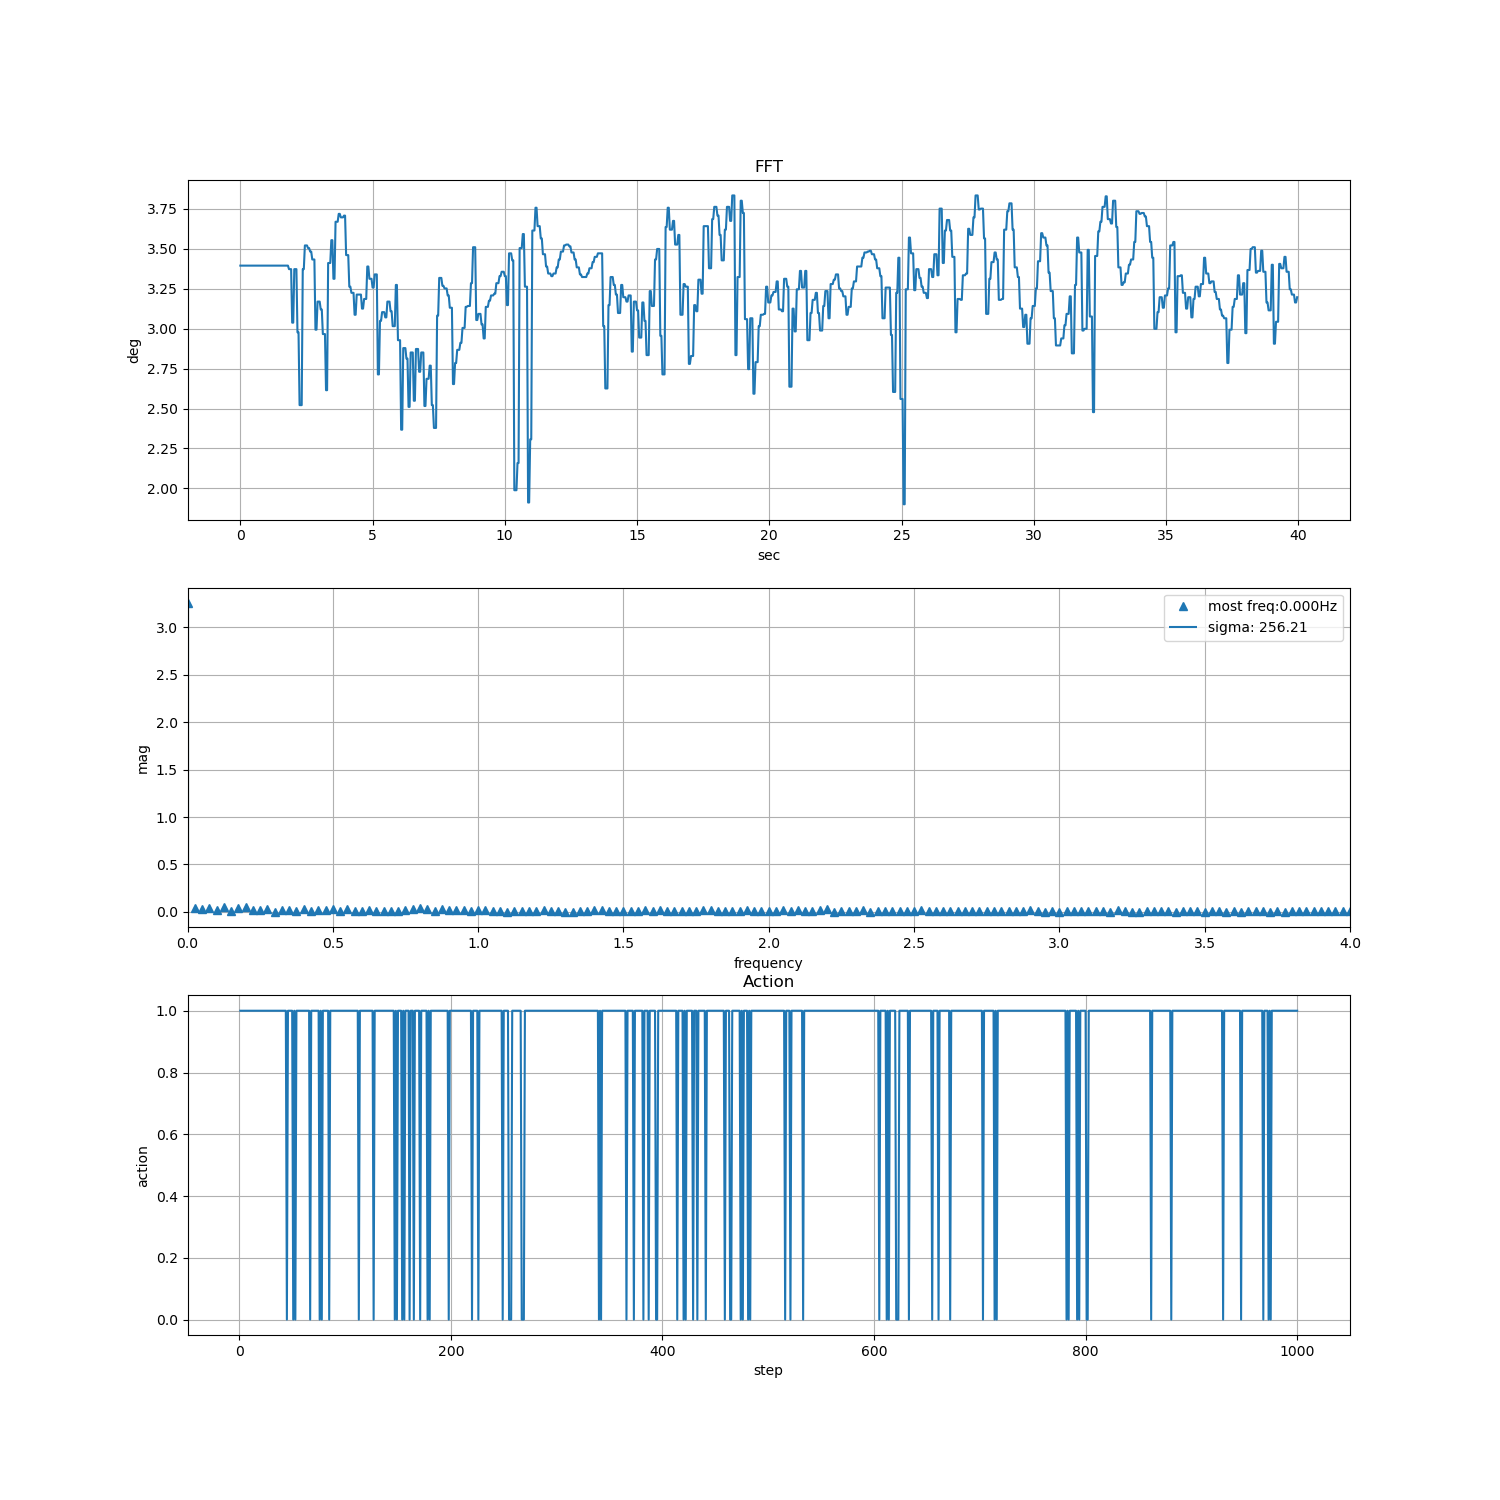 FFT
3.75
3.50
3.25
3.00
2.75
2.50
2.25
2.00
deg
0 5 10 15 20 25 30 35 40
sec
most freq:0.000Hz
sigma: 256.21
3.0
2.5
2.0
1.5
1.0
0.5
0.0
mag
0.0 0.5 1.0 1.5 2.0 2.5 3.0 3.5 4.0
frequency
Action
1.0
0.8
0.6
0.4
0.2
0.0
action
0 200 400 600 800 1000
step